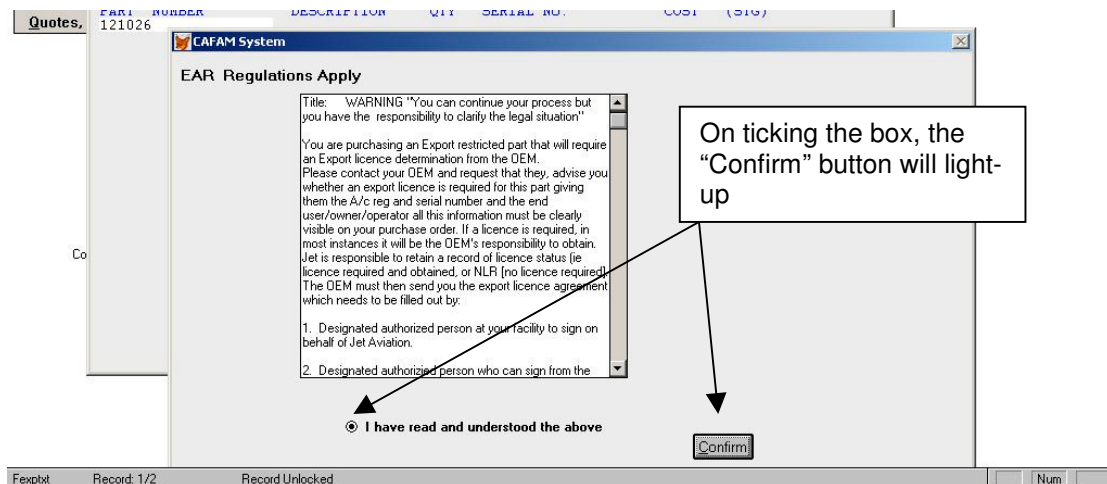 PART NUMBER DESCRIPTION QTY SERIAL NO. COST (STG)
Quotes,
121026
CAFAM System
EAR Regulations Apply
Title: WARNING "You can continue your process but
you have the responsibility to clarify the legal situation"
You are purchasing an Export restricted part that will require
an Export licence determination from the OEM.
Please contact your OEM and request that they, advise you
whether an export licence is required for this part giving
them the A/c reg and serial number and the end
user/owner/operator all this information must be clearly
visible on your purchase order. If a licence is required, in
most instances it will be the OEM's responsibility to obtain.
Jet is responsible to retain a record of licence status (ie
licence required and obtained, or NLR [no licence required]
The OEM must then send you the export licence agreement
which needs to be filled out by:
1. Designated authorized person at your facility to sign on
behalf of Jet Aviation.
2. Designated authorizied person who can sign from the
On ticking the box, the
“Confirm” button will light-
up
Co
I have read and understood the above
Confirm
Fexptxt Record: 1/2 Record Unlocked Num